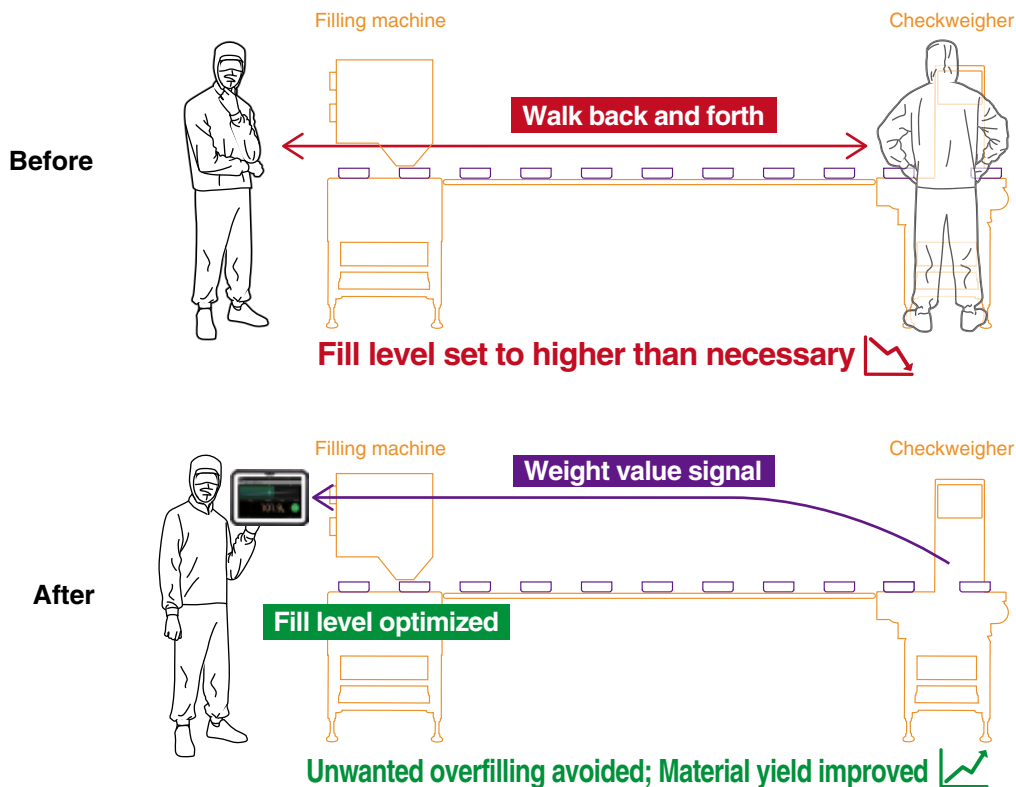 Filling machine
Checkweigher
Walk back and forth
Before
Fill level set to higher than necessary
Filling machine
Checkweigher
Weight value signal
After
Fill level optimized
Unwanted overfilling avoided; Material yield improved